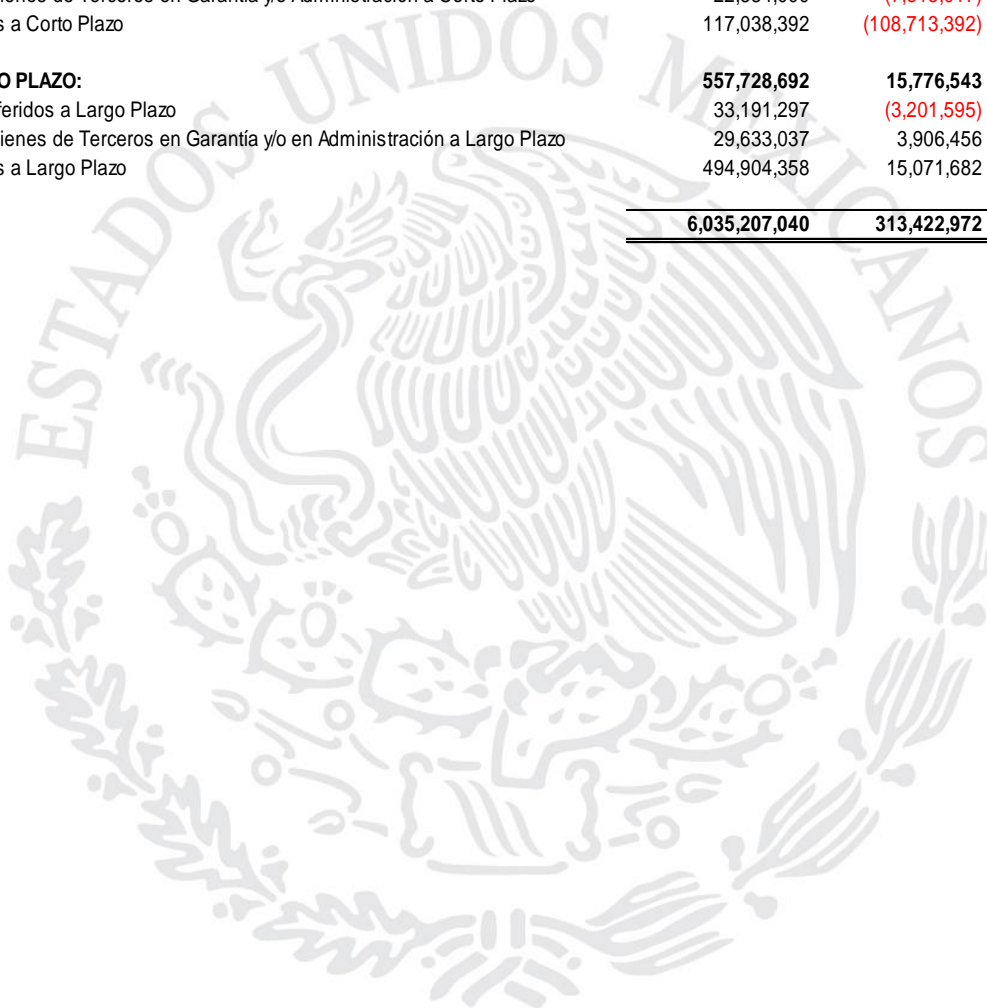 s a Corto Plazo 117,038,392 (108,713,392)
O PLAZO: 557,728,692 15,776,543
feridos a Largo Plazo 33,191,297 (3,201,595)
ienes de Terceros en Garantía y/o en Administración a Largo Plazo 29,633,037 3,906,456
s a Largo Plazo 494,904,358 15,071,682
6,035,207,040 313,422,972
ESTADOS UNIDOS MEXICANOS